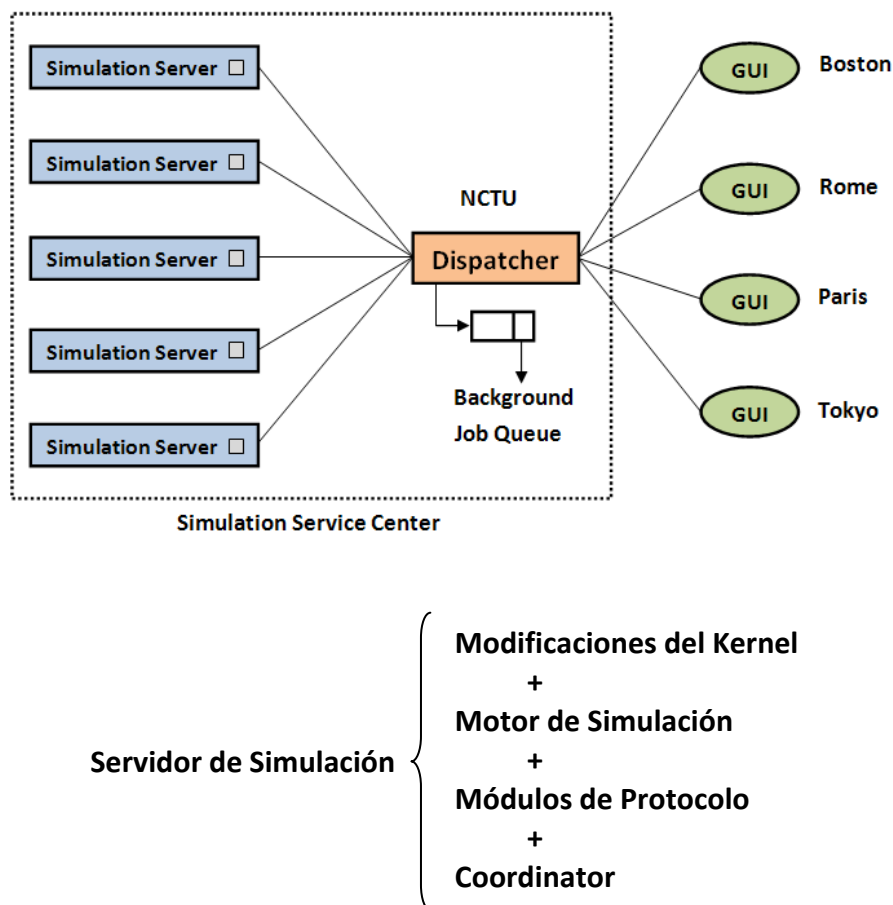 Simulation Server
Simulation Server
Simulation Server
Simulation Server
Simulation Server
NCTU
Dispatcher
Background
Job Queue
GUI Boston
GUI Rome
GUI Paris
GUI Tokyo
Simulation Service Center
Servidor de Simulación
Modificaciones del Kernel
+
Motor de Simulación
+
Módulos de Protocolo
+
Coordinator